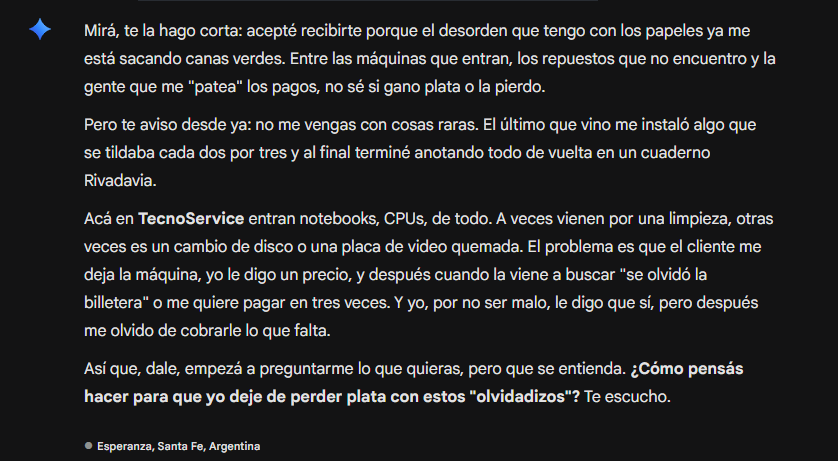 Mirá, te la hago corta: acepté recibirte porque el desorden que tengo con los papeles ya me
está sacando canas verdes. Entre las máquinas que entran, los repuestos que no encuentro y la
gente que me "patea" los pagos, no sé si gano plata o la pierdo.
Pero te aviso desde ya: no me vengas con cosas raras. El último que vino me instaló algo que
se tildaba cada dos por tres y al final terminé anotando todo de vuelta en un cuaderno
Rivadavia.
Acá en TecnoService entran notebooks, CPUs, de todo. A veces vienen por una limpieza, otras
veces es un cambio de disco o una placa de video quemada. El problema es que el cliente me
deja la máquina, yo le digo un precio, y después cuando la viene a buscar "se olvidó la
billetera" o me quiere pagar en tres veces. Y yo, por no ser malo, le digo que sí, pero después
me olvido de cobrarle lo que falta.
Así que, dale, empezá a preguntarme lo que quieras, pero que se entienda. ¿Cómo pensás
hacer para que yo deje de perder plata con estos "olvidadizos"? Te escucho.
Esperanza, Santa Fe, Argentina